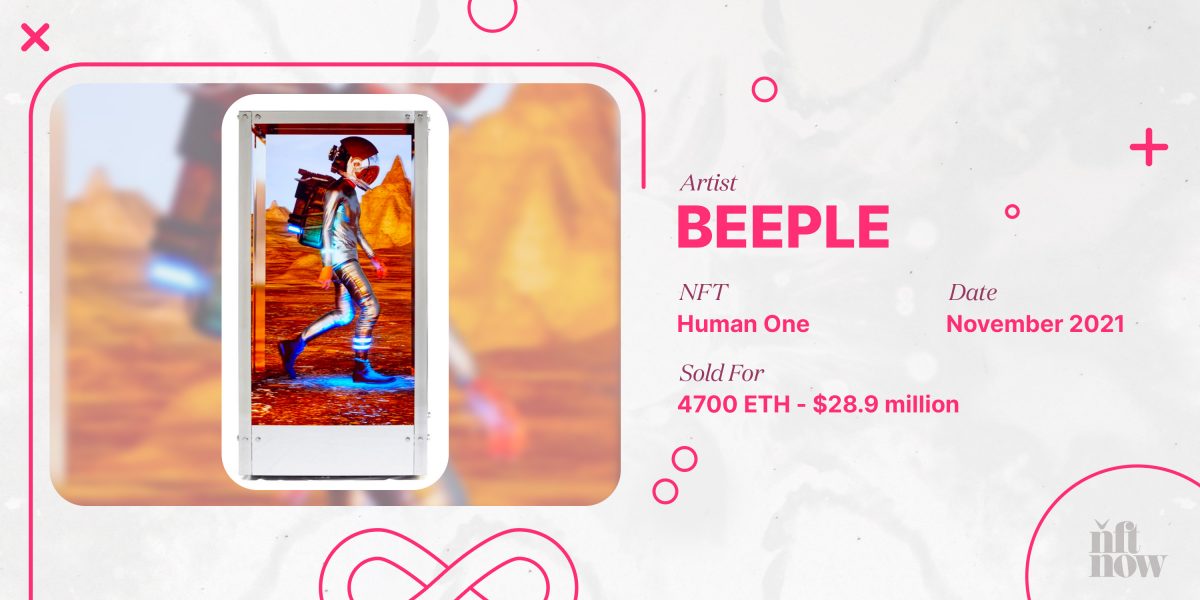 Artist
BEEPLE
NFT
Human One
Date
November 2021
Sold For
4700 ETH - $28.9 million
nft
now